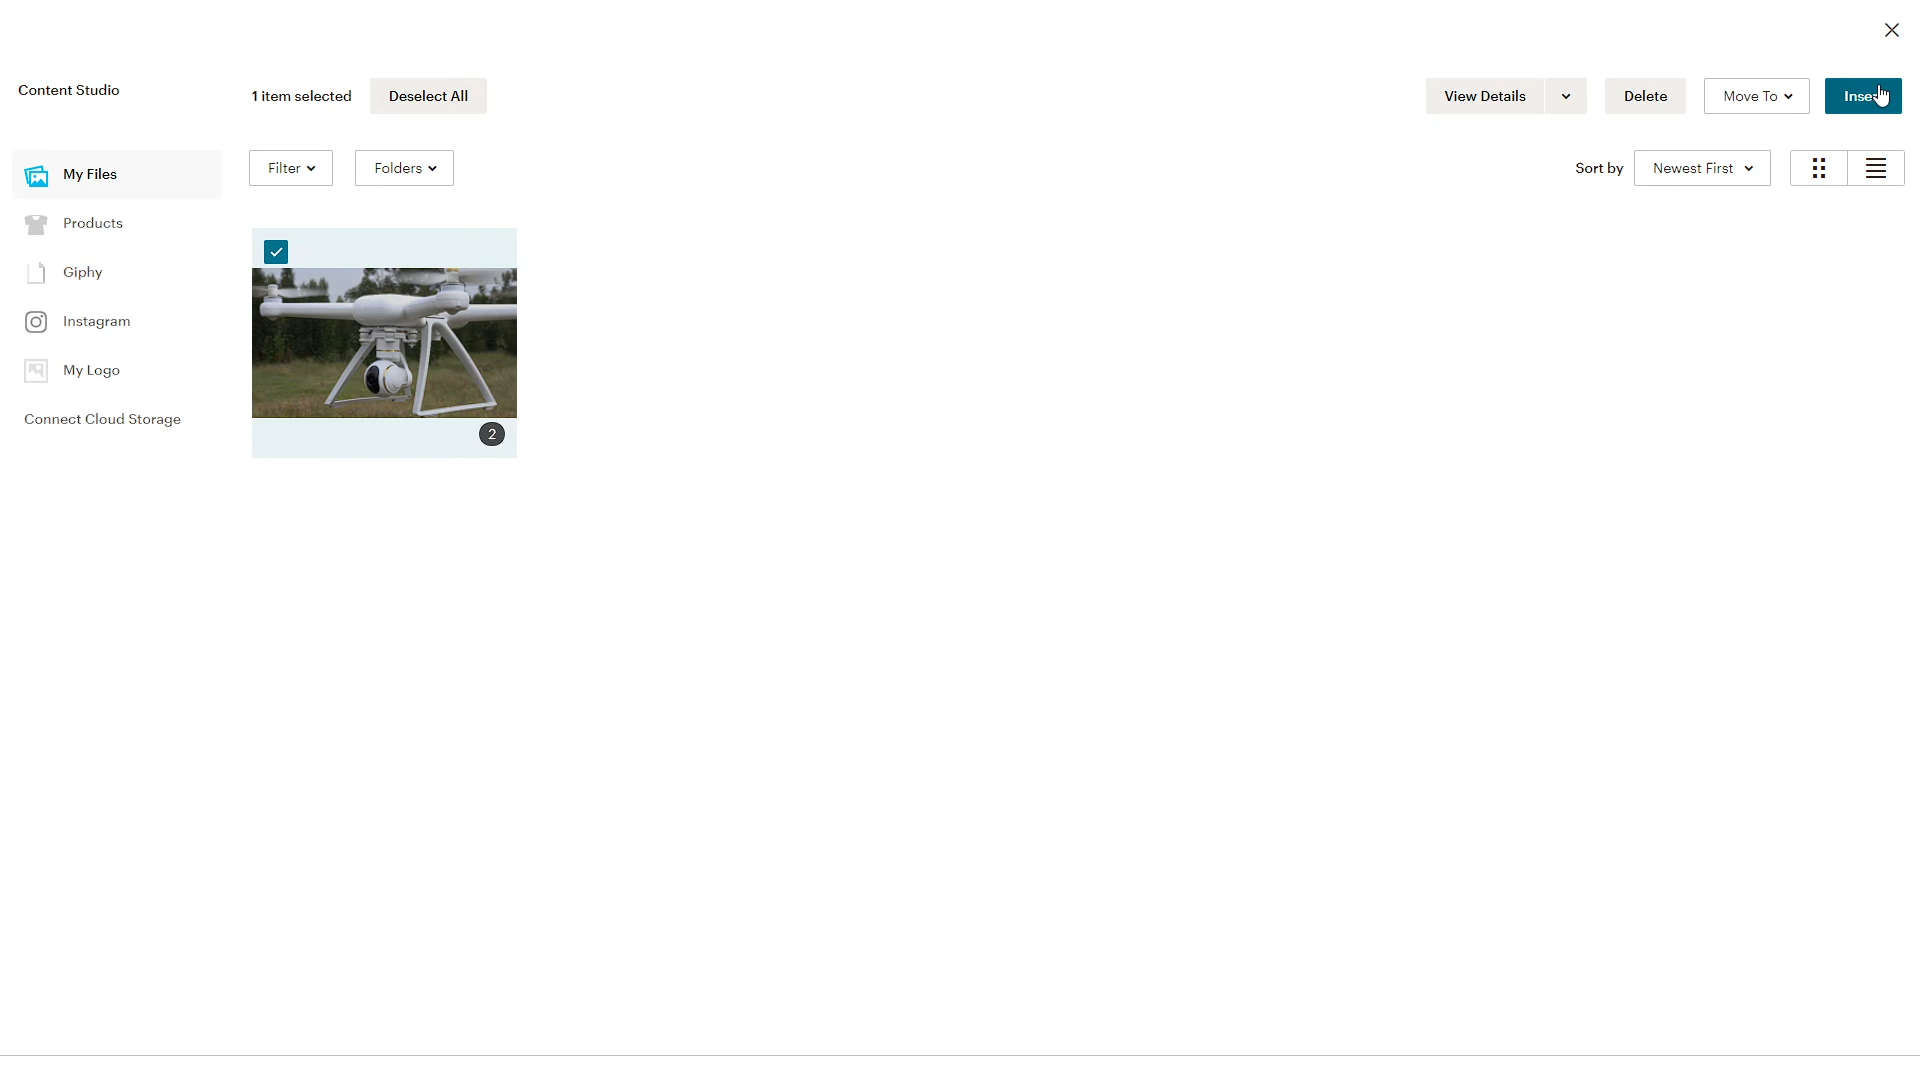 Content Studio
1 item selected
Deselect All
View Details
Delete
Move To
My Files
Filter
Folders
Sort by
Newest First
Products
Giphy
Instagram
My Logo
Connect Cloud Storage
2